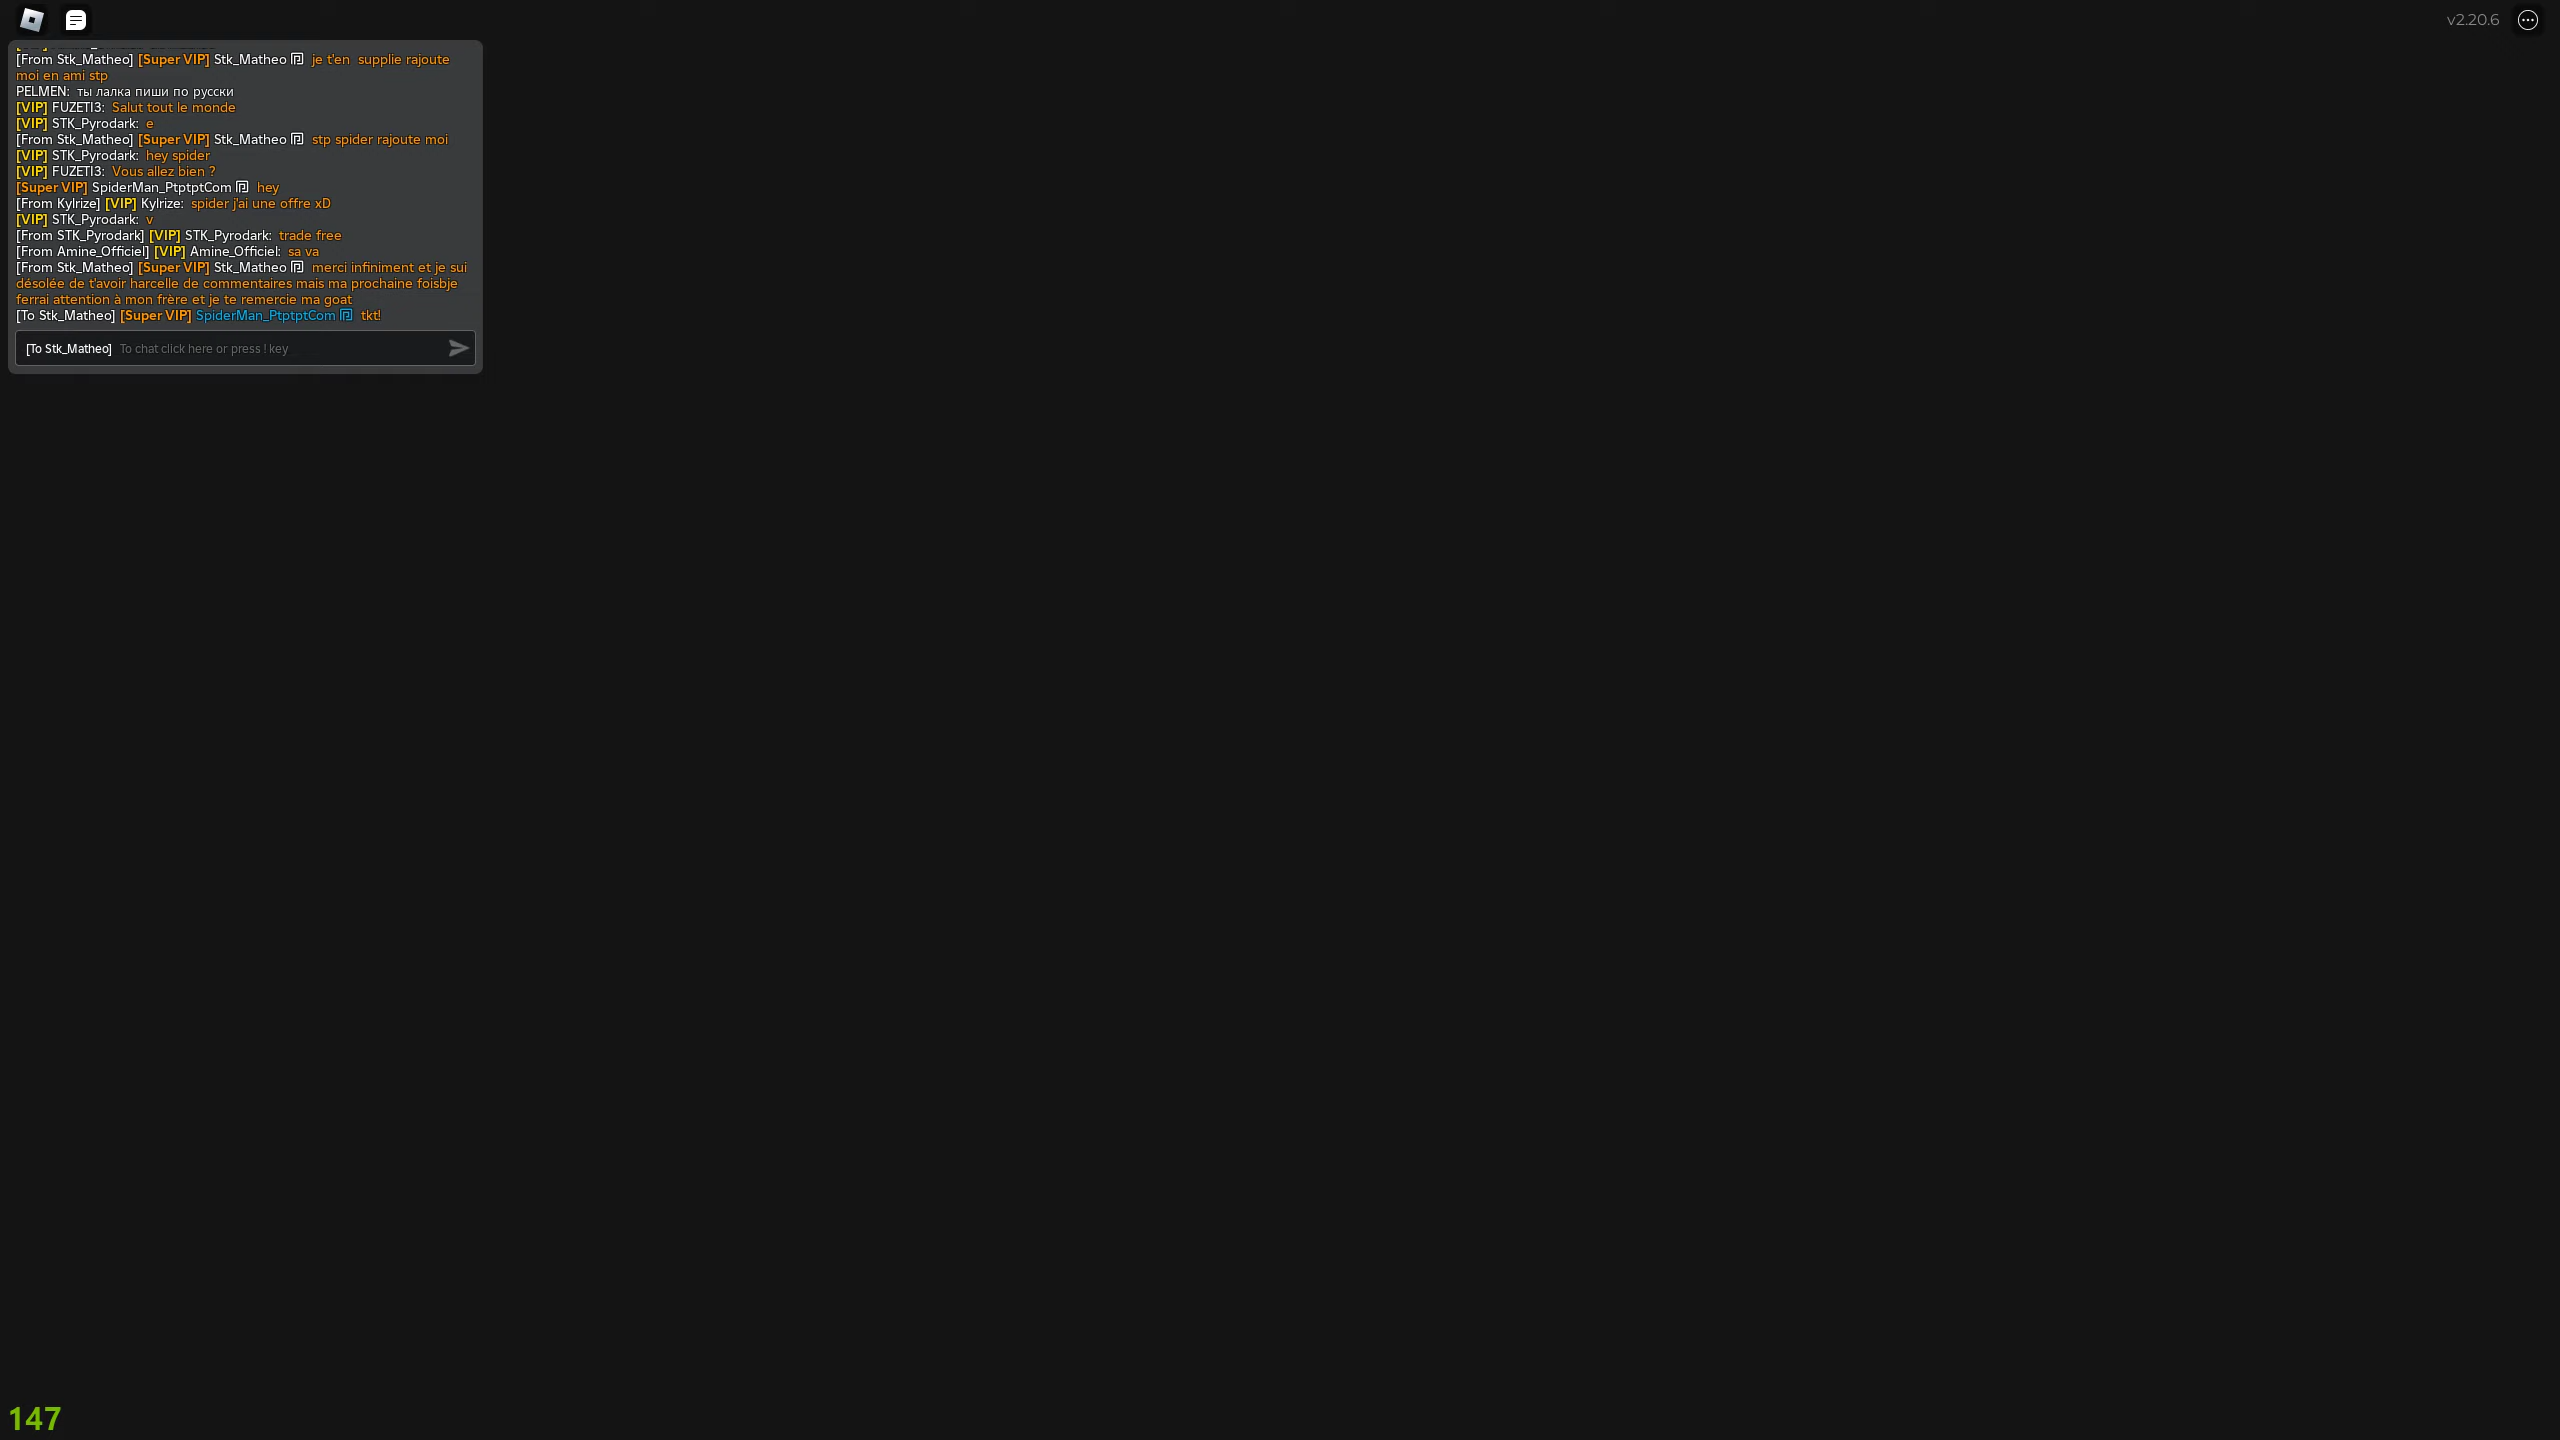 v2.20.6
[From Stk_Matheo] [Super VIP] Stk_Matheo je t'en supplie rajoute
moi en ami stp
PELMEN: ты лалка пиши по русски
[VIP] FUZETI3: Salut tout le monde
[VIP] STK_Pyrodark: e
[From Stk_Matheo] [Super VIP] Stk_Matheo stp spider rajoute moi
[VIP] STK_Pyrodark: hey spider
[VIP] FUZETI3: Vous allez bien ?
[Super VIP] SpiderMan_PtptptCom hey
[From Kylrize] [VIP] Kylrize: spider j'ai une offre xD
[VIP] STK_Pyrodark: v
[From STK_Pyrodark] [VIP] STK_Pyrodark: trade free
[From Amine_Officiel] [VIP] Amine_Officiel: sa va
[From Stk_Matheo] [Super VIP] Stk_Matheo merci infiniment et je sui
désolée de t'avoir harcelle de commentaires mais ma prochaine foisbje
ferrai attention à mon frère et je te remercie ma goat
[To Stk_Matheo] [Super VIP] SpiderMan_PtptptCom tkt!
[To Stk_Matheo] To chat click here or press ! key
147